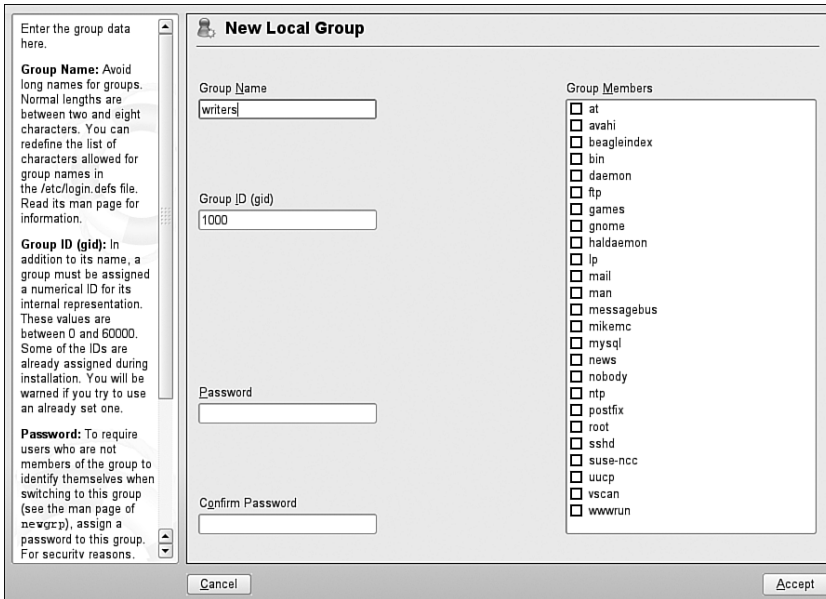 Enter the group data
here.
Group Name: Avoid
long names for groups.
Normal lengths are
between two and eight
characters. You can
redefine the list of
characters allowed for
group names in
the /etc/login.defs file.
Read its man page for
information.
Group ID (gid): In
addition to its name, a
group must be assigned
a numerical ID for its
internal representation.
These values are
between 0 and 60000.
Some of the IDs are
already assigned during
installation. You will be
warned if you try to use
an already set one.
Password: To require
users who are not
members of the group to
identify themselves when
switching to this group
(see the man page of
newgrp), assign a
password to this group.
For security reasons.
New Local Group
Group Name
writers
Group ID (gid)
1000
Password
Confirm Password
Group Members
at
avahi
beagleindex
bin
daemon
ftp
games
gnome
haldaemon
lp
mail
man
messagebus
mikemc
mysql
news
nobody
ntp
postfix
root
sshd
suse-ncc
uucp
vscan
wwwrun
Cancel
Accept